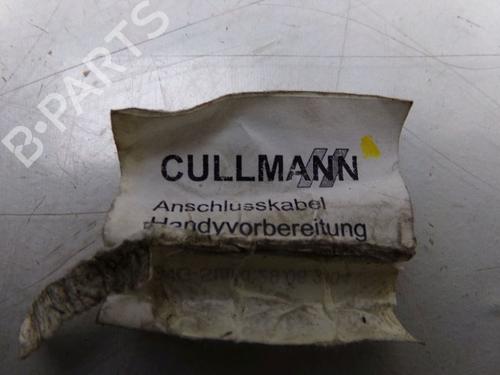 B-PARTS
CULLMANN
Anschlusskabel
Handyvorbereitung